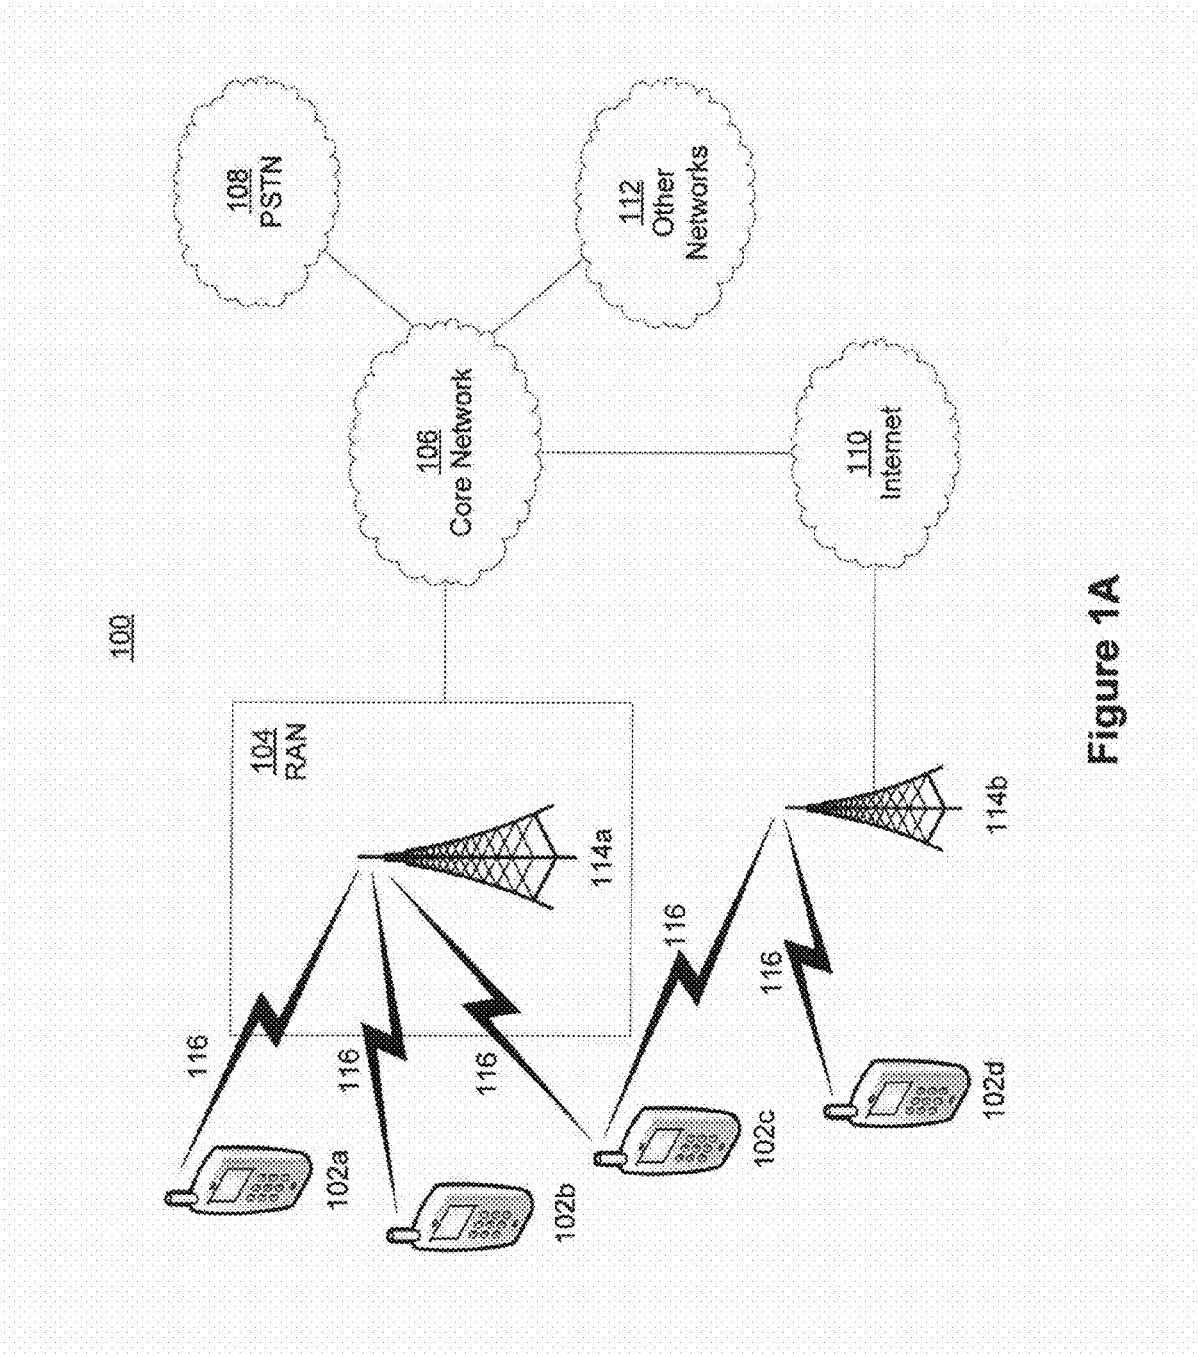 100
108
PSTN
104
RAN
106
Core Network
112
Other
Networks
116
116
116
114a
102a
102b
110
Internet
116
116
114b
102c
102d
Figure 1A